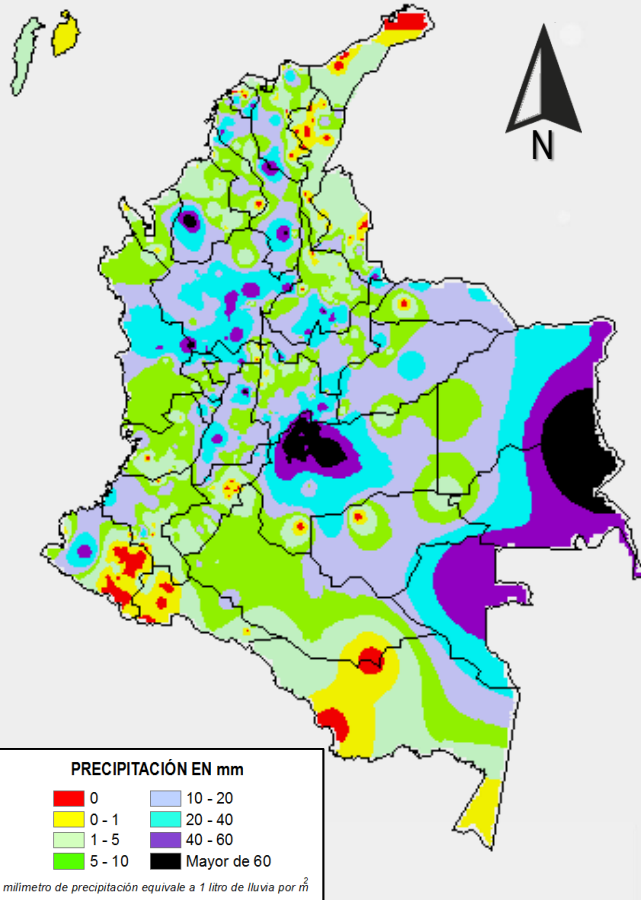 N
PRECIPITACIÓN EN mm
0
0 - 1
1 - 5
5 - 10
10 - 20
20 - 40
40 - 60
Mayor de 60
milimetro de precipitación equivale a 1 litro de lluvia por m²